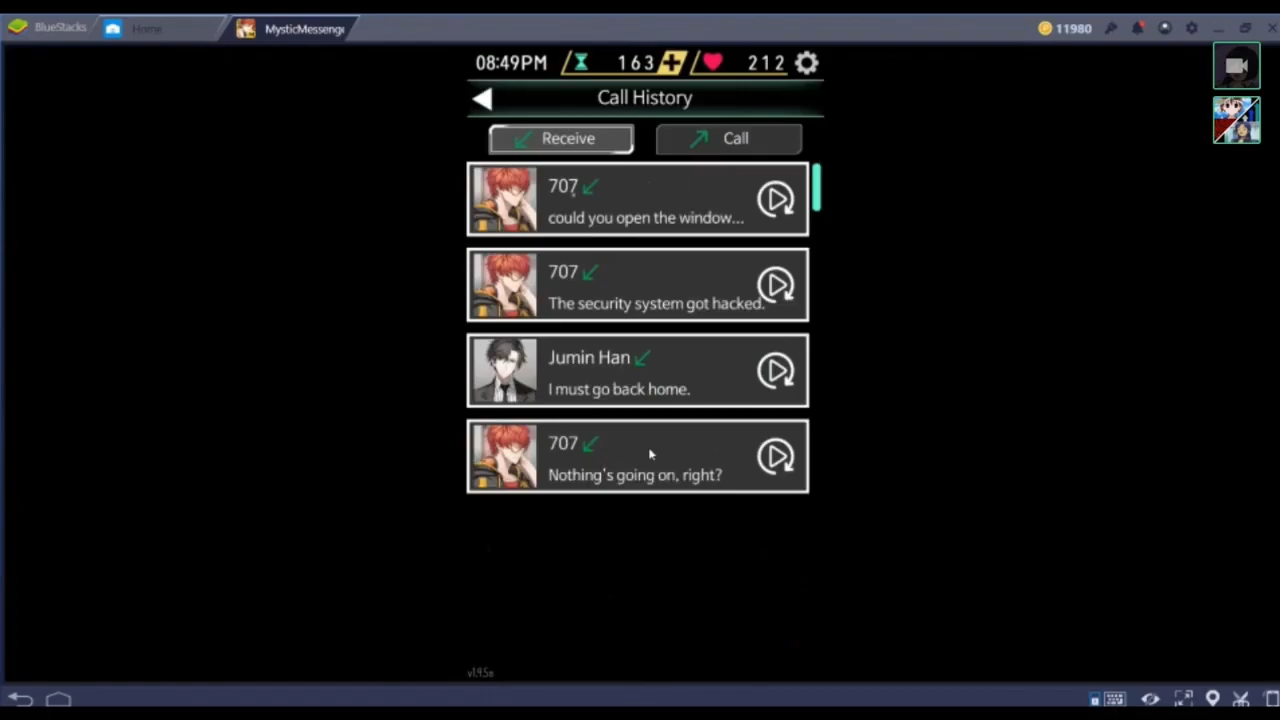 BlueStacks
Home
MysticMesseng
11980
08:49PM
163
212
Call History
Receive
Call
707
could you open the window...
707
The security system got hacked.
Jumin Han
I must go back home.
707
Nothing's going on, right?